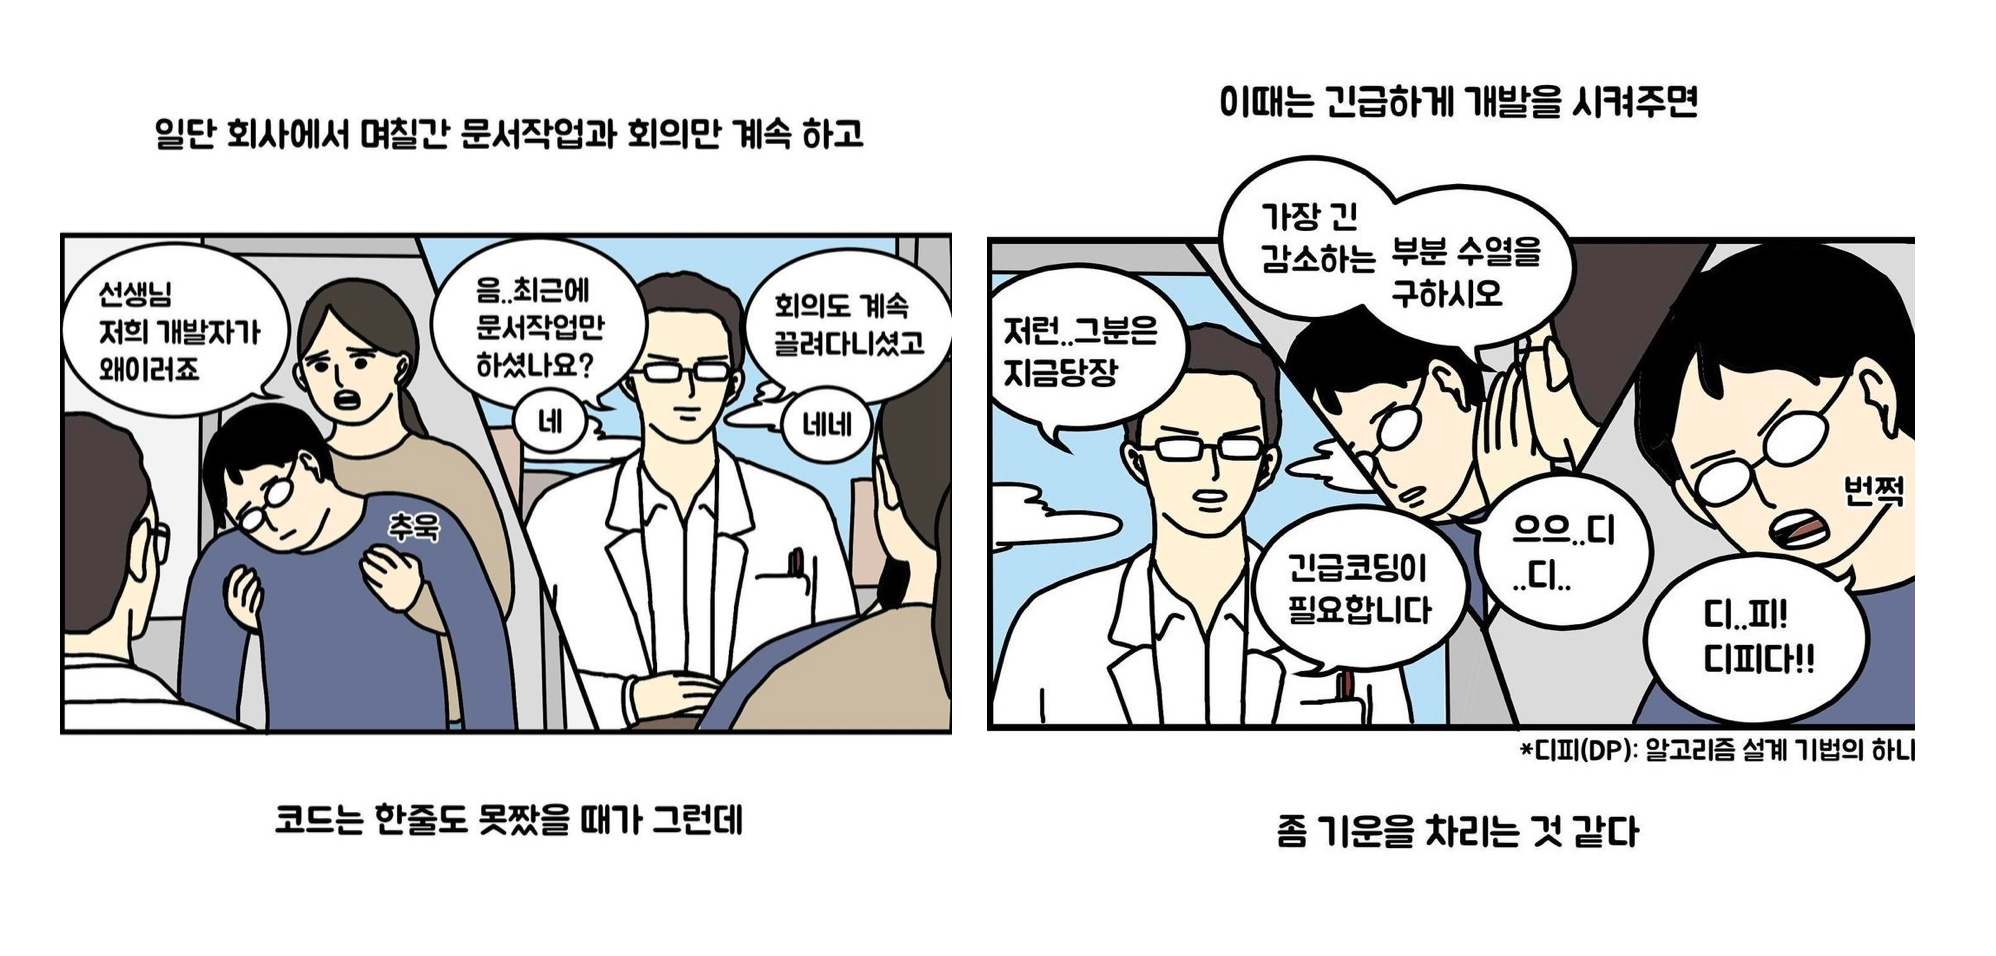 일단 회사에서 며칠간 문서작업과 회의만 계속 하고
선생님
저희 개발자가
왜이러죠
추욱
음..최근에
문서작업만
하셨나요?
네
회의도 계속
끌려다니셨고
네네
코드는 한줄도 못짰을 때가 그런데
이때는 긴급하게 개발을 시켜주면
저런..그분은
지금당장
긴급코딩이
필요합니다
가장 긴
감소하는
부분 수열을
구하시오
으으..디
..디..
번쩍
디..피!
디피다!!
*디피(DP): 알고리즘 설계 기법의 하나
좀 기운을 차리는 것 같다